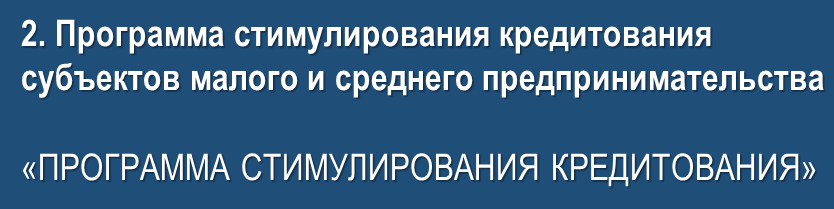 2. Программа стимулирования кредитования
субъектов малого и среднего предпринимательства
«ПРОГРАММА СТИМУЛИРОВАНИЯ КРЕДИТОВАНИЯ»